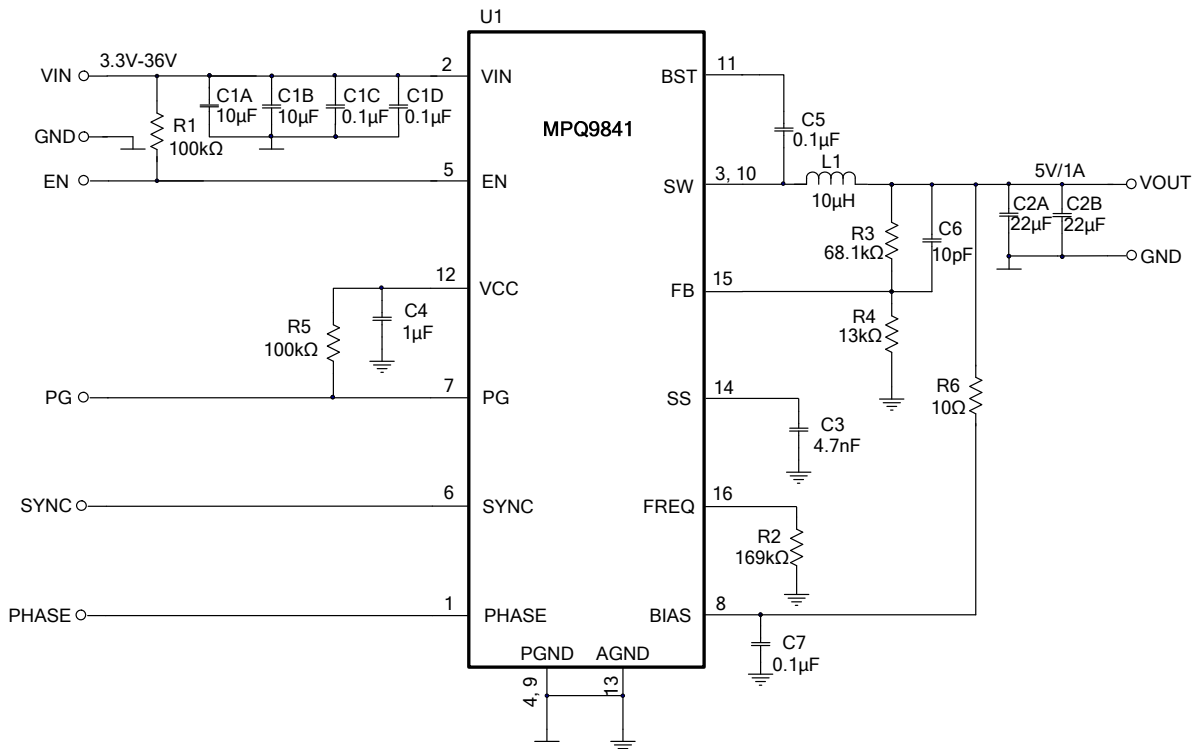 U1
MPQ9841
VIN
3.3V-36V
2
VIN
C1A
10µF
C1B
10µF
C1C
0.1µF
C1D
0.1µF
GND
R1
100kΩ
EN
5
EN
12
VCC
C4
1µF
R5
100kΩ
PG
7
PG
SYNC
6
SYNC
PHASE
1
PHASE
PGND
AGND
4, 9
13
BST
11
C5
0.1µF
SW
3, 10
L1
10µH
5V/1A
VOUT
C2A
22µF
C2B
22µF
GND
R3
68.1kΩ
C6
10pF
FB
15
R4
13kΩ
R6
10Ω
SS
14
C3
4.7nF
FREQ
16
R2
169kΩ
BIAS
8
C7
0.1µF